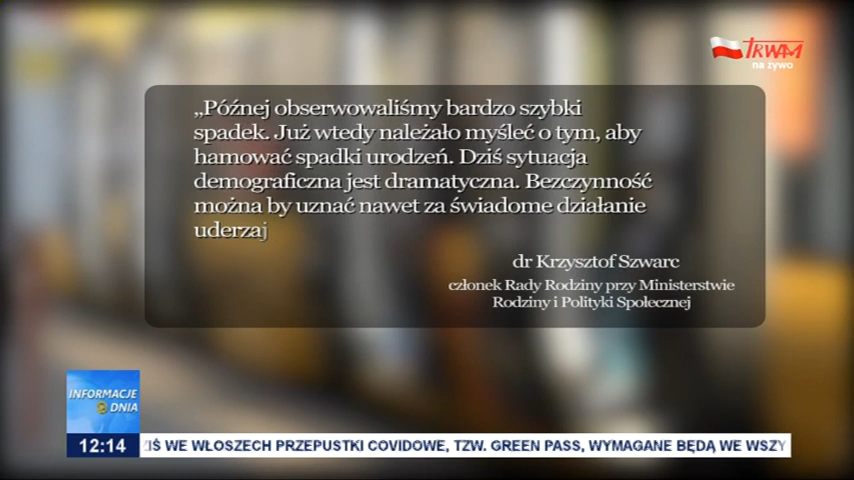 TRWAM
na żywo
„Później obserwowaliśmy bardzo szybki
spadek. Już wtedy należało myśleć o tym, aby
hamować spadki urodzeń. Dziś sytuacja
demograficzna jest dramatyczna. Bezczynność
można by uznać nawet za świadome działanie
uderzaj
dr Krzysztof Szwarc
członek Rady Rodziny przy Ministerstwie
Rodziny i Polityki Społecznej
INFORMACJE
DNIA
12:14 ZIŚ WE WŁOSZECH PRZEPUSTKI COVIDOWE, TZW. GREEN PASS, WYMAGANE BĘDĄ WE WSZY